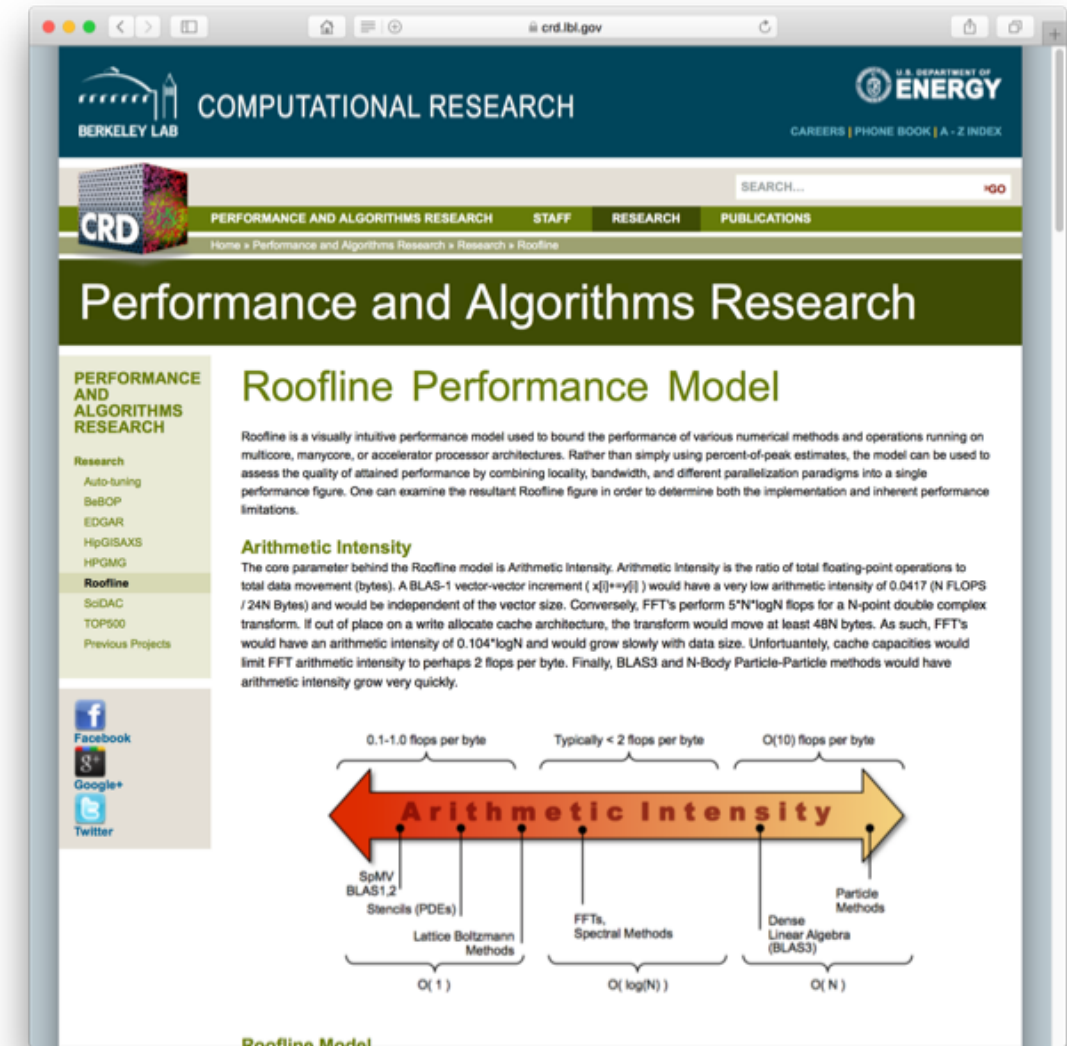 crd.lbl.gov
BERKELEY LAB
COMPUTATIONAL RESEARCH
U.S. DEPARTMENT OF
ENERGY
CAREERS | PHONE BOOK | A - Z INDEX
SEARCH...
»GO
CRD
PERFORMANCE AND ALGORITHMS RESEARCH STAFF RESEARCH PUBLICATIONS
Home » Performance and Algorithms Research » Research » Roofline
Performance and Algorithms Research
PERFORMANCE
AND
ALGORITHMS
RESEARCH
Research
Auto-tuning
BeBOP
EDGAR
HipGISAXS
HPGMG
Roofline
SciDAC
TOP500
Previous Projects
Facebook
Google+
Twitter
Roofline Performance Model
Roofline is a visually intuitive performance model used to bound the performance of various numerical methods and operations running on
multicore, manycore, or accelerator processor architectures. Rather than simply using percent-of-peak estimates, the model can be used to
assess the quality of attained performance by combining locality, bandwidth, and different parallelization paradigms into a single
performance figure. One can examine the resultant Roofline figure in order to determine both the implementation and inherent performance
limitations.
Arithmetic Intensity
The core parameter behind the Roofline model is Arithmetic Intensity. Arithmetic Intensity is the ratio of total floating-point operations to
total data movement (bytes). A BLAS-1 vector-vector increment ( x[i]+=y[i] ) would have a very low arithmetic intensity of 0.0417 (N FLOPS
/ 24N Bytes) and would be independent of the vector size. Conversely, FFT's perform 5*N*logN flops for a N-point double complex
transform. If out of place on a write allocate cache architecture, the transform would move at least 48N bytes. As such, FFT's
would have an arithmetic intensity of 0.104*logN and would grow slowly with data size. Unfortuantely, cache capacities would
limit FFT arithmetic intensity to perhaps 2 flops per byte. Finally, BLAS3 and N-Body Particle-Particle methods would have
arithmetic intensity grow very quickly.
0.1-1.0 flops per byte
Typically < 2 flops per byte
O(10) flops per byte
Arithmetic Intensity
SpMV
BLAS1,2
Stencils (PDEs)
Lattice Boltzmann
Methods
FFTs,
Spectral Methods
Dense
Linear Algebra
(BLAS3)
Particle
Methods
O( 1 )
O( log(N) )
O( N )
Roofline Model